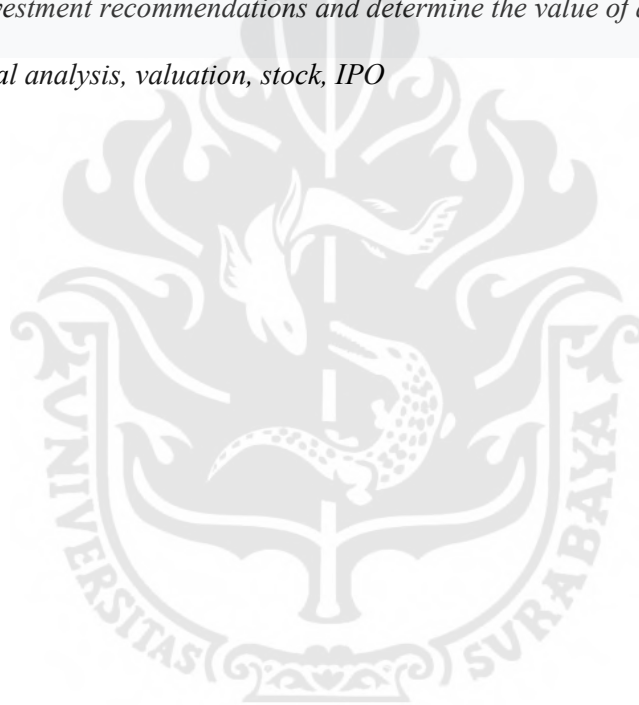 vestment recommendations and determine the value of
al analysis, valuation, stock, IPO
UNIVERSITAS SURABAYA